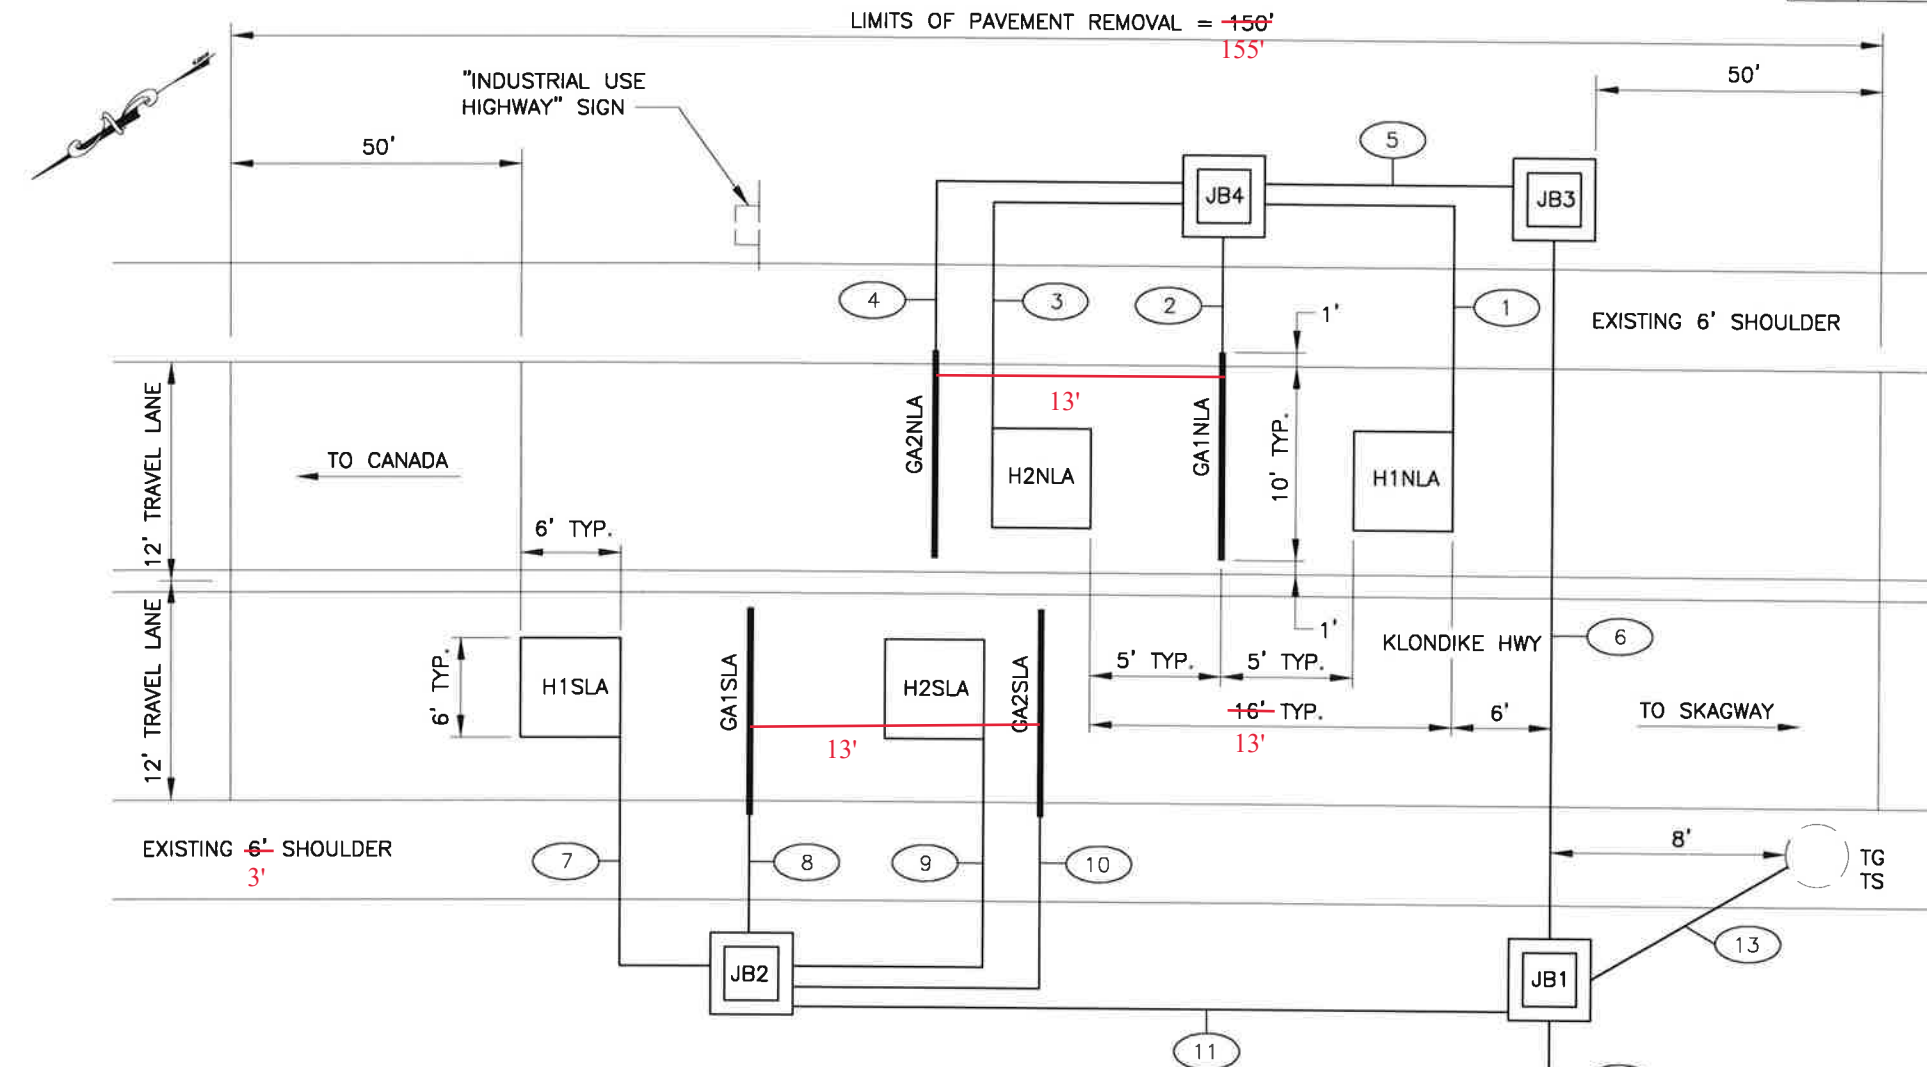 LIMITS OF PAVEMENT REMOVAL = 150'
155'
"INDUSTRIAL USE
HIGHWAY" SIGN
50'
50'
5
JB4
JB3
4
3
2
1
1'
EXISTING 6' SHOULDER
12' TRAVEL LANE
TO CANADA
GA2NLA
13'
GA1NLA
10' TYP.
H2NLA
H1NLA
6' TYP.
1'
KLONDIKE HWY
6
12' TRAVEL LANE
6' TYP.
H1SLA
GA1SLA
H2SLA
GA2SLA
5' TYP.
5' TYP.
16' TYP.
13'
6'
TO SKAGWAY
13'
EXISTING 6' SHOULDER
3'
7
8
9
10
8'
TG
TS
13
JB2
JB1
11